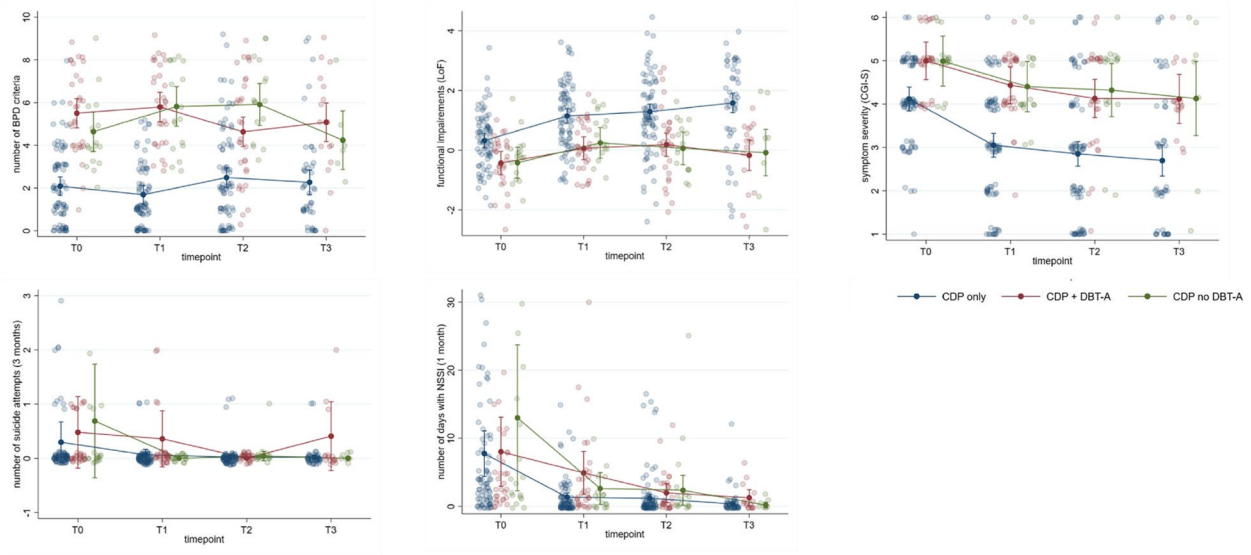 number of BPD criteria
10
8
6
4
2
0
T0 T1 T2 T3
timepoint
functional impairments (LoF)
4
2
0
-2
T0 T1 T2 T3
timepoint
symptom severity (CGI-S)
6
5
4
3
2
1
T0 T1 T2 T3
timepoint
number of suicide attempts (3 months)
3
2
1
0
-1
T0 T1 T2 T3
timepoint
number of days with NSSI (1 month)
30
20
10
0
T0 T1 T2 T3
timepoint
CDP only CDP + DBT-A CDP no DBT-A